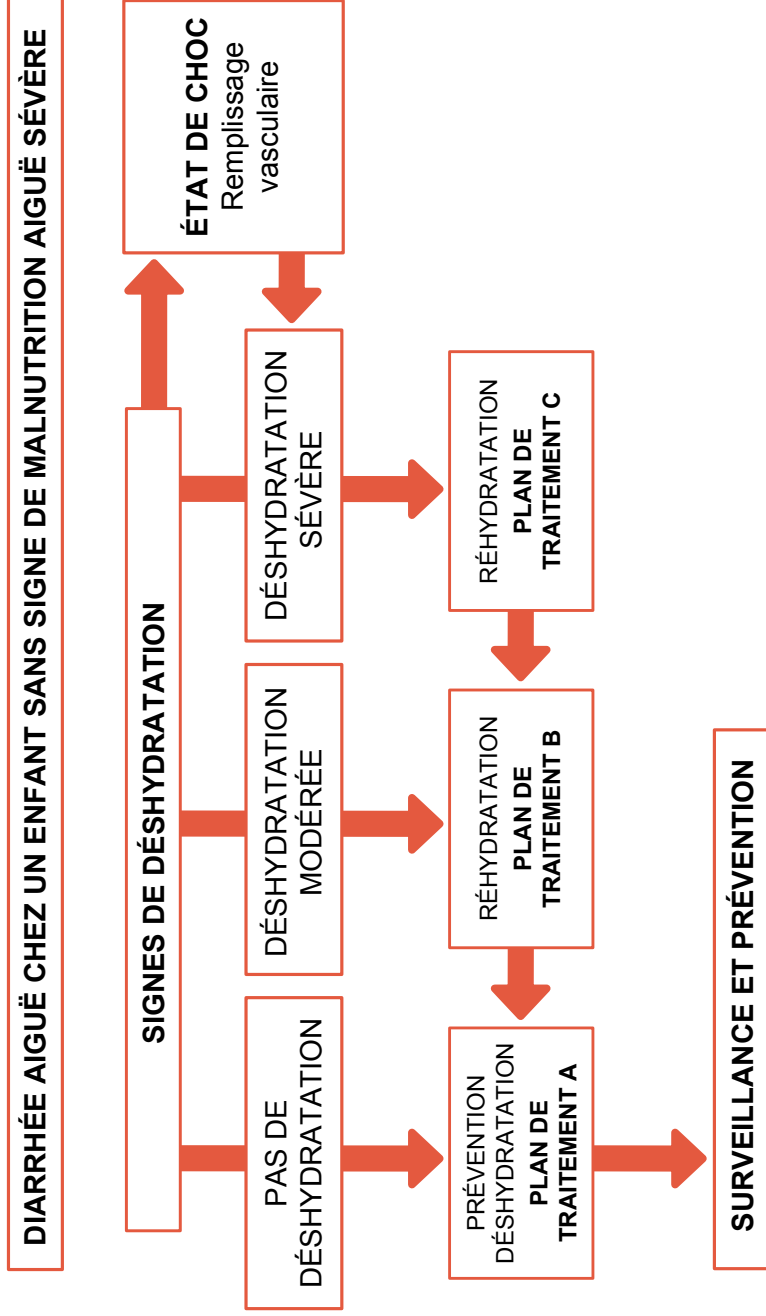 DIARRHÉE AIGUË CHEZ UN ENFANT SANS SIGNE DE MALNUTRITION AIGUË SÉVÈRE
SIGNES DE DÉSHYDRATATION
ÉTAT DE CHOC
Remplissage
vasculaire
PAS DE
DÉSHYDRATATION
DÉSHYDRATATION
MODÉRÉE
DÉSHYDRATATION
SÉVÈRE
PRÉVENTION
DÉSHYDRATATION
PLAN DE
TRAITEMENT A
RÉHYDRATATION
PLAN DE
TRAITEMENT B
RÉHYDRATATION
PLAN DE
TRAITEMENT C
SURVEILLANCE ET PRÉVENTION